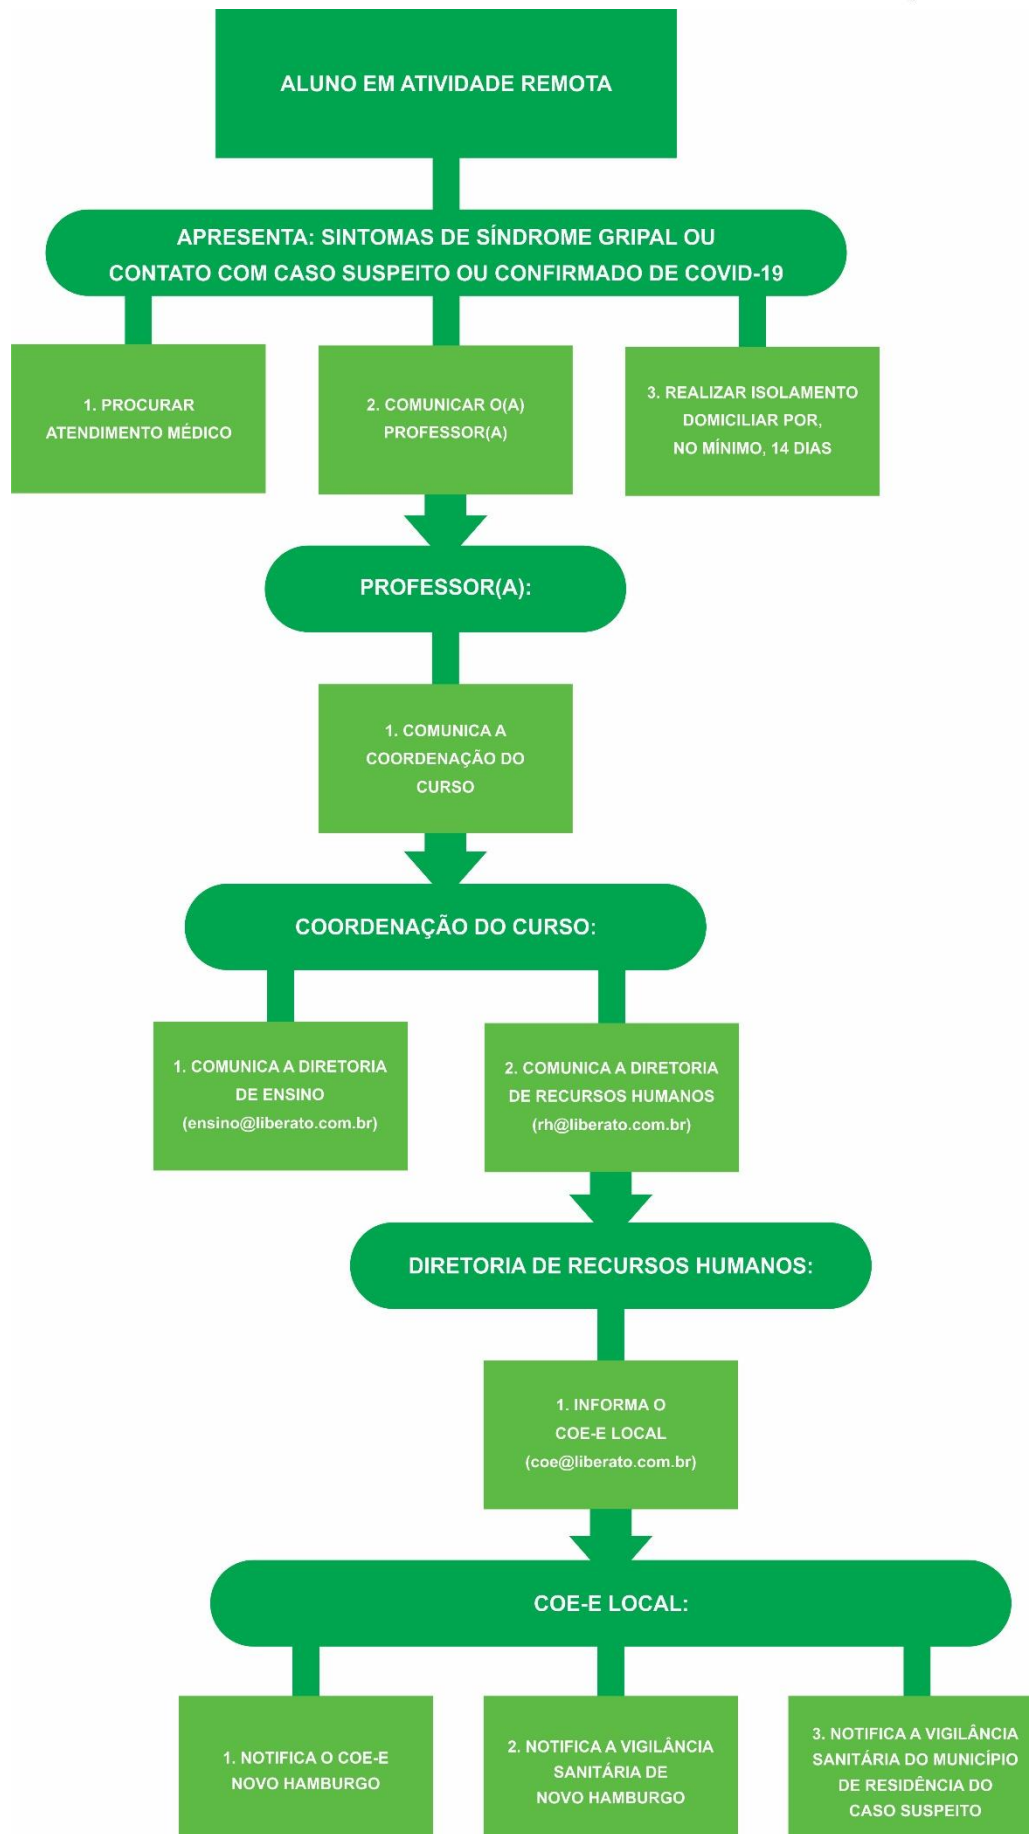 ALUNO EM ATIVIDADE REMOTA
APRESENTA: SINTOMAS DE SÍNDROME GRIPAL OU
CONTATO COM CASO SUSPEITO OU CONFIRMADO DE COVID-19
1. PROCURAR
ATENDIMENTO MÉDICO
2. COMUNICAR O(A)
PROFESSOR(A)
3. REALIZAR ISOLAMENTO
DOMICILIAR POR,
NO MÍNIMO, 14 DIAS
PROFESSOR(A):
1. COMUNICA A
COORDENAÇÃO DO
CURSO
COORDENAÇÃO DO CURSO:
1. COMUNICA A DIRETORIA
DE ENSINO
(ensino@liberato.com.br)
2. COMUNICA A DIRETORIA
DE RECURSOS HUMANOS
(rh@liberato.com.br)
DIRETORIA DE RECURSOS HUMANOS:
1. INFORMA O
COE-E LOCAL
(coe@liberato.com.br)
COE-E LOCAL:
1. NOTIFICA O COE-E
NOVO HAMBURGO
2. NOTIFICA A VIGILÂNCIA
SANITÁRIA DE
NOVO HAMBURGO
3. NOTIFICA A VIGILÂNCIA
SANITÁRIA DO MUNICÍPIO
DE RESIDÊNCIA DO
CASO SUSPEITO